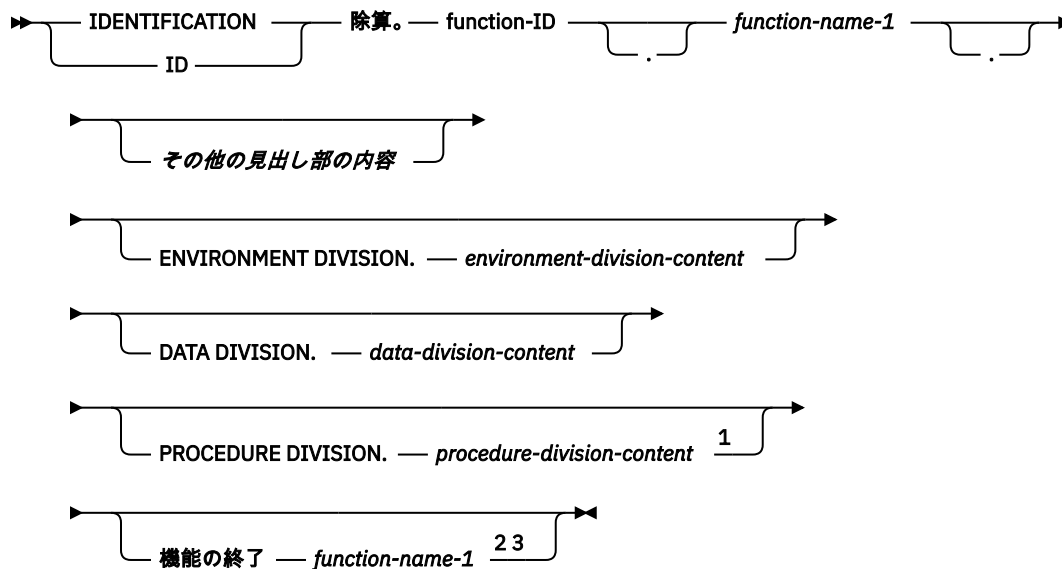 IDENTIFICATION 除算。 function-ID . function-name-1 .
ID
その他の見出し部の内容
ENVIRONMENT DIVISION. environment-division-content
DATA DIVISION. data-division-content
PROCEDURE DIVISION. procedure-division-content 1
機能の終了 function-name-1 2 3